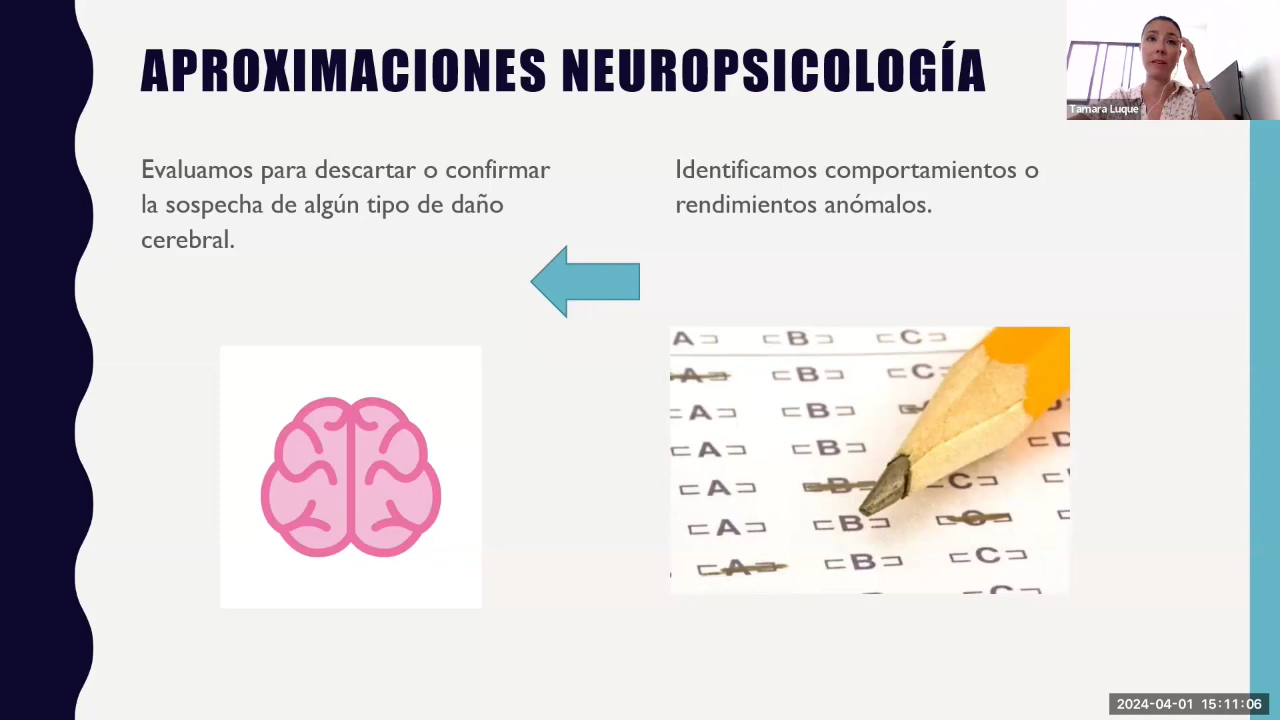 APROXIMACIONES NEUROPSICOLOGÍA
Tamara Luque
Evaluamos para descartar o confirmar
la sospecha de algún tipo de daño
cerebral.
Identificamos comportamientos o
rendimientos anómalos.
A B C
A B C
A B
A B D
A B C
A B C
A B C
C
2024-04-01 15:11:06